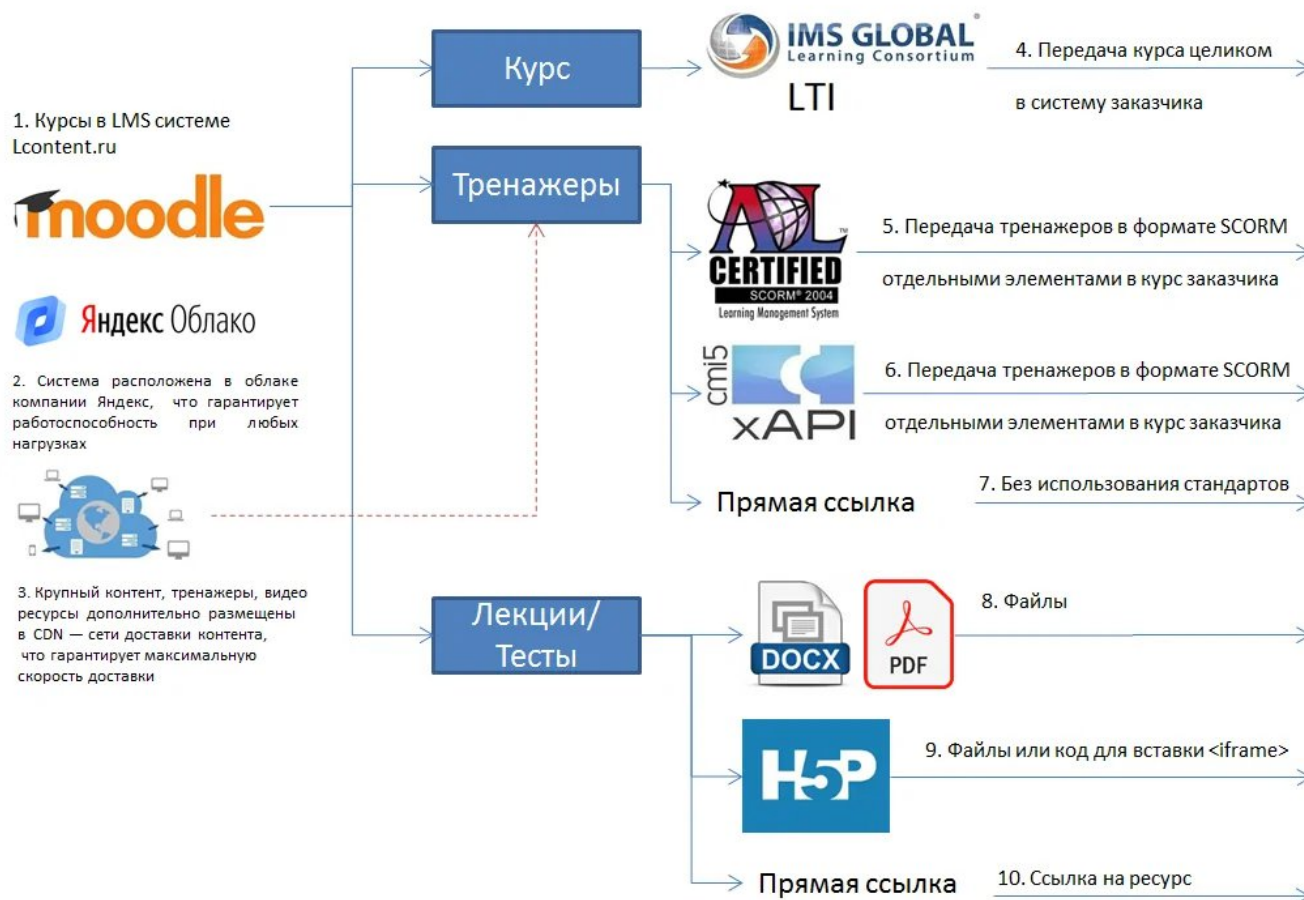 1. Курсы в LMS системе
Lcontent.ru
moodle
Яндекс Облако
2. Система расположена в облаке
компании Яндекс, что гарантирует
работоспособность при любых
нагрузках
3. Крупный контент, тренажеры, видео
ресурсы дополнительно размещены
в CDN — сети доставки контента,
что гарантирует максимальную
скорость доставки
Курс
IMS GLOBAL
Learning Consortium
LTI
4. Передача курса целиком
в систему заказчика
Тренажеры
ADL
TM
CERTIFIED
SCORM® 2004
Learning Management System
5. Передача тренажеров в формате SCORM
отдельными элементами в курс заказчика
cmi5
xAPI
6. Передача тренажеров в формате SCORM
отдельными элементами в курс заказчика
Прямая ссылка
7. Без использования стандартов
Лекции/
Тесты
DOCX
PDF
8. Файлы
H5P
9. Файлы или код для вставки <iframe>
Прямая ссылка
10. Ссылка на ресурс